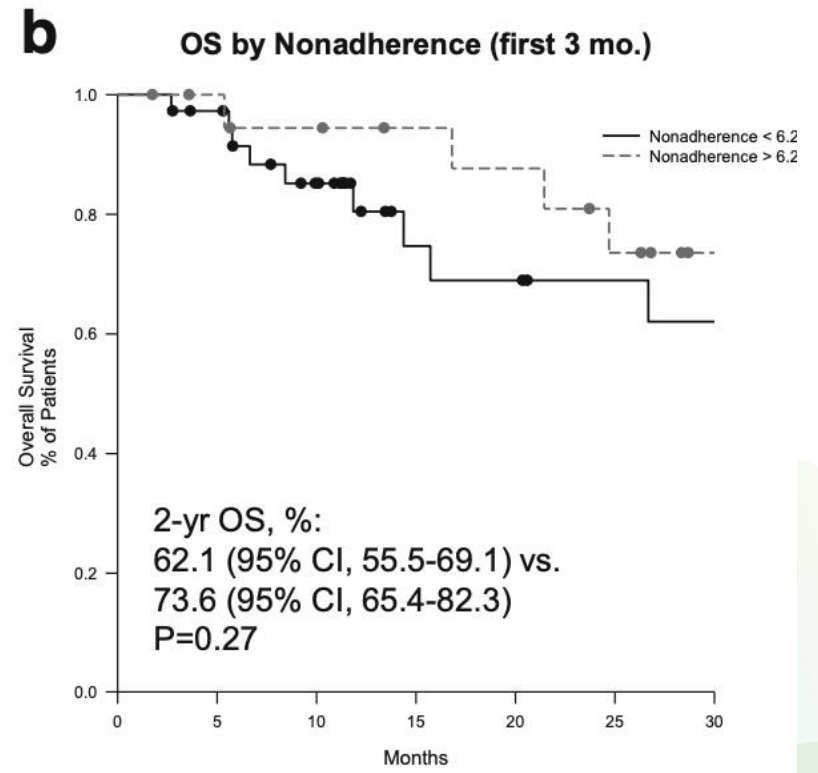 b
OS by Nonadherence (first 3 mo.)
Nonadherence < 6.2
Nonadherence > 6.2
1.0
0.8
0.6
0.4
0.2
0.0
Overall Survival
% of Patients
2-yr OS, %:
62.1 (95% CI, 55.5-69.1) vs.
73.6 (95% CI, 65.4-82.3)
P=0.27
0 5 10 15 20 25 30
Months